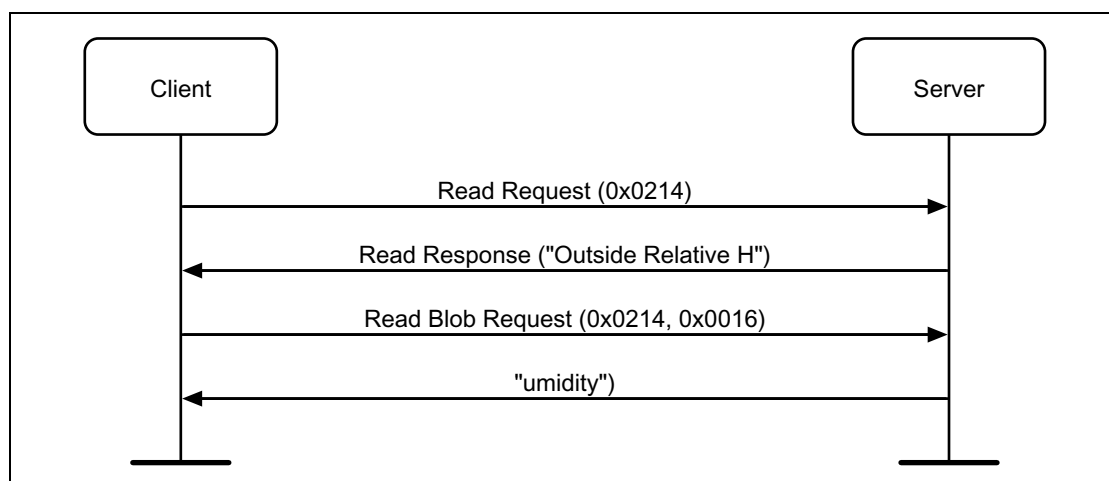 Client
Server
Read Request (0x0214)
Read Response ("Outside Relative H")
Read Blob Request (0x0214, 0x0016)
"umidity")